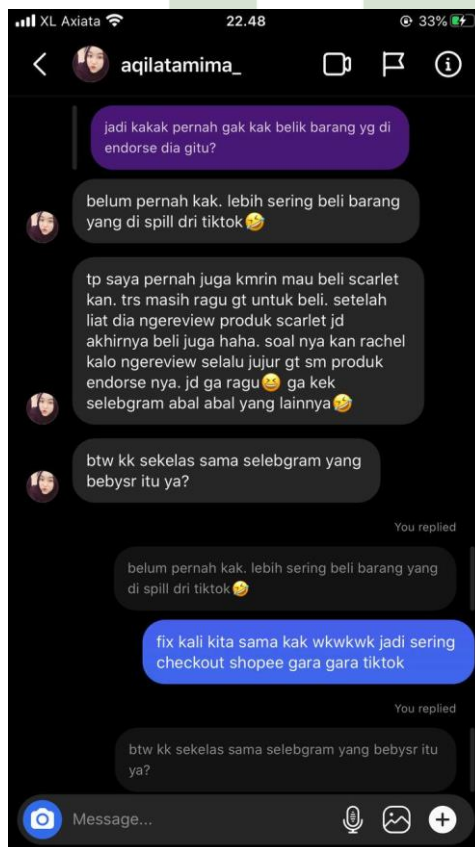 XL Axiata
22.48
33%
aqilatamima_
jadi kakak pernah gak kak belik barang yg di
endorse dia gitu?
belum pernah kak. lebih sering beli barang
yang di spill dri tiktok🤣
tp saya pernah juga kmrin mau beli scarlet
kan. trs masih ragu gt untuk beli. setelah
liat dia ngereview produk scarlet jd
akhirnya beli juga haha. soal nya kan rachel
kalo ngereview selalu jujur gt sm produk
endorse nya. jd ga ragu😆 ga kek
selebgram abal abal yang lainnya🤣
btw kk sekelas sama selebgram yang
bebysr itu ya?
You replied
belum pernah kak. lebih sering beli barang yang
di spill dri tiktok🤣
fix kali kita sama kak wkwkwk jadi sering
checkout shopee gara gara tiktok
You replied
btw kk sekelas sama selebgram yang bebysr itu
ya?
Message...